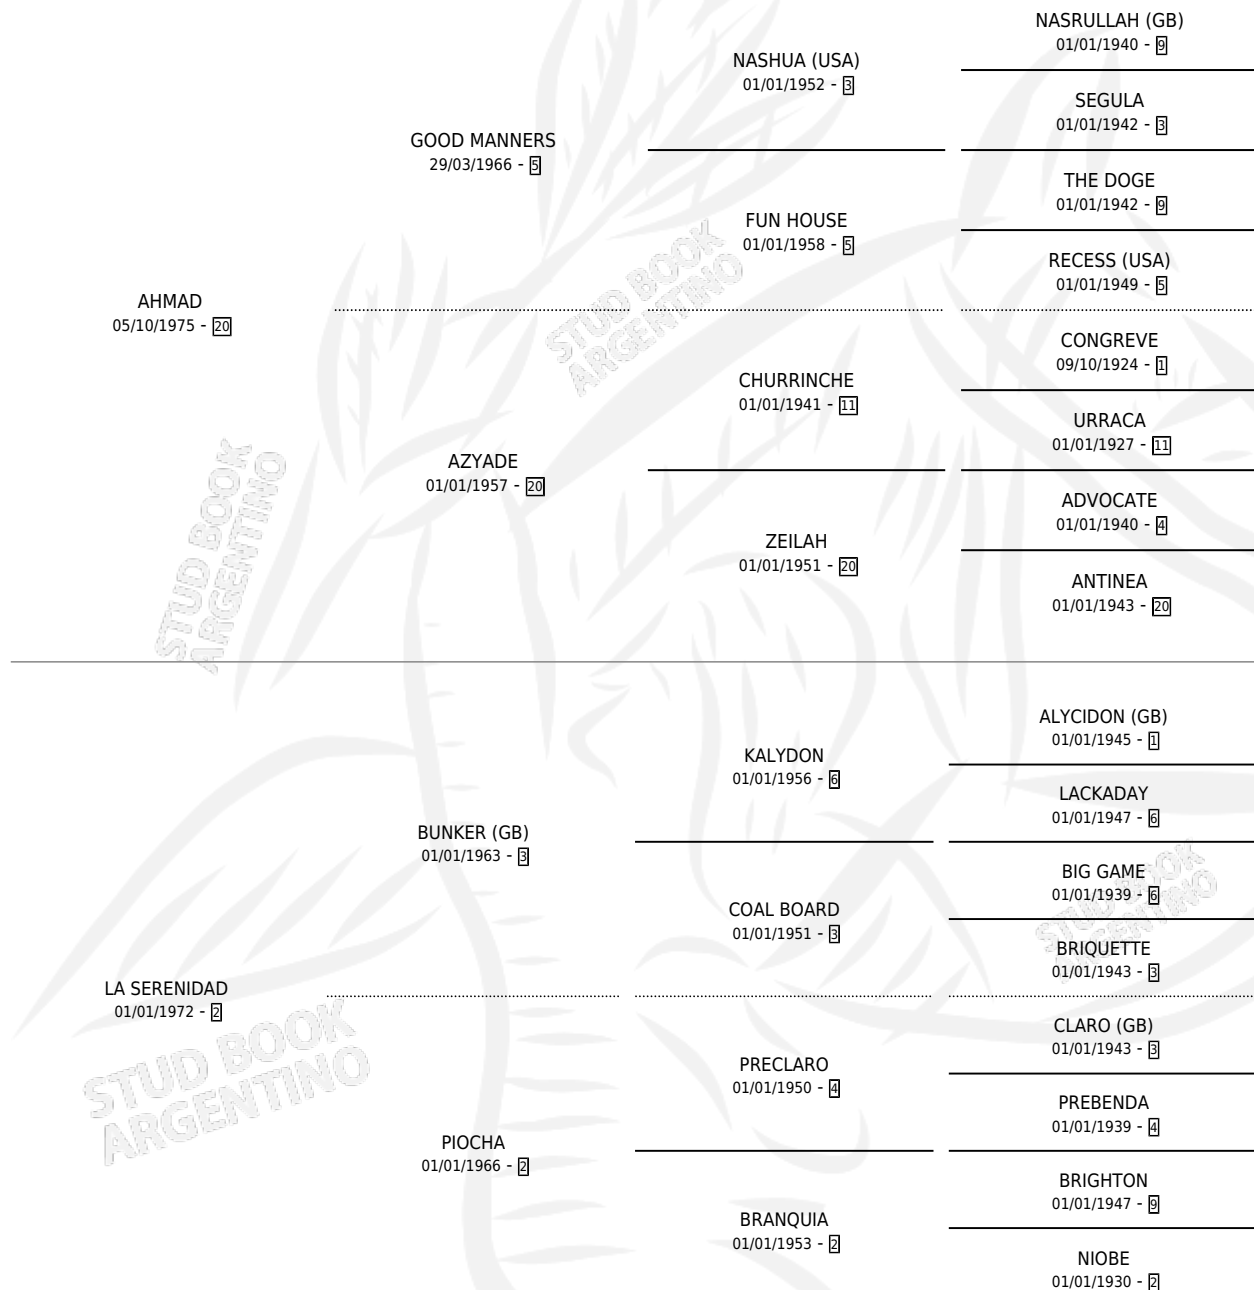 NASRULLAH (GB)
01/01/1940 - 9
NASHUA (USA)
01/01/1952 - 3
SEGULA
01/01/1942 - 3
GOOD MANNERS
29/03/1966 - 5
THE DOGE
01/01/1942 - 9
FUN HOUSE
01/01/1958 - 5
RECESS (USA)
01/01/1949 - 5
AHMAD
05/10/1975 - 20
CONGREVE
09/10/1924 - 1
CHURRINCHE
01/01/1941 - 11
URRACA
01/01/1927 - 11
AZYADE
01/01/1957 - 20
ADVOCATE
01/01/1940 - 4
ZEILAH
01/01/1951 - 20
ANTINEA
01/01/1943 - 20
ALYCIDON (GB)
01/01/1945 - 1
KALYDON
01/01/1956 - 6
LACKADAY
01/01/1947 - 6
BUNKER (GB)
01/01/1963 - 3
BIG GAME
01/01/1939 - 6
COAL BOARD
01/01/1951 - 3
BRIQUETTE
01/01/1943 - 3
LA SERENIDAD
01/01/1972 - 2
CLARO (GB)
01/01/1943 - 3
PRECLARO
01/01/1950 - 4
PREBENDA
01/01/1939 - 4
PIOCHA
01/01/1966 - 2
BRIGHTON
01/01/1947 - 9
BRANQUIA
01/01/1953 - 2
NIOBE
01/01/1930 - 2
STUD BOOK
ARGENTINO
STUD BOOK
ARGENTINO
STUD BOOK
ARGENTINO
STUD BOOK
ARGENTINO